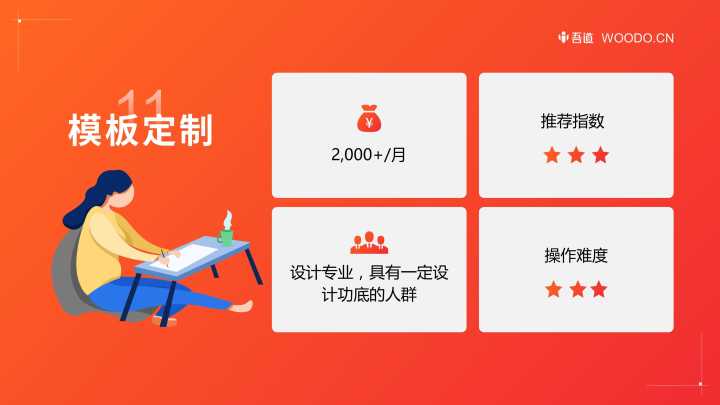 吾道 WOODO.CN
11
模板定制
¥
2,000+/月
推荐指数
设计专业，具有一定设
计功底的人群
操作难度